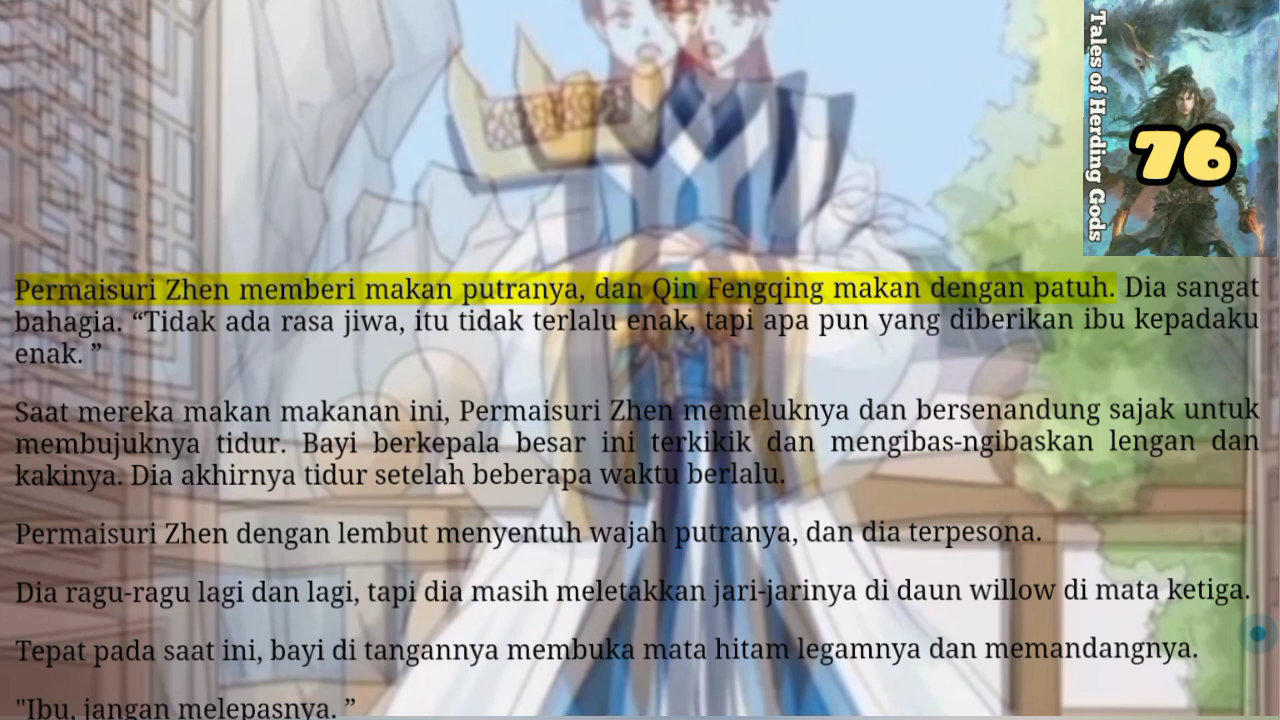 Tales of Herding Gods
76
Permaisuri Zhen memberi makan putranya, dan Qin Fengqing makan dengan patuh. Dia sangat
bahagia. “Tidak ada rasa jiwa, itu tidak terlalu enak, tapi apa pun yang diberikan ibu kepadaku
enak. ”
Saat mereka makan makanan ini, Permaisuri Zhen memeluknya dan bersenandung sajak untuk
membujuknya tidur. Bayi berkepala besar ini terkikik dan mengibas-ngibaskan lengan dan
kakinya. Dia akhirnya tidur setelah beberapa waktu berlalu.
Permaisuri Zhen dengan lembut menyentuh wajah putranya, dan dia terpesona.
Dia ragu-ragu lagi dan lagi, tapi dia masih meletakkan jari-jarinya di daun willow di mata ketiga.
Tepat pada saat ini, bayi di tangannya membuka mata hitam legamnya dan memandangnya.
"Ibu, jangan melepasnya. ”